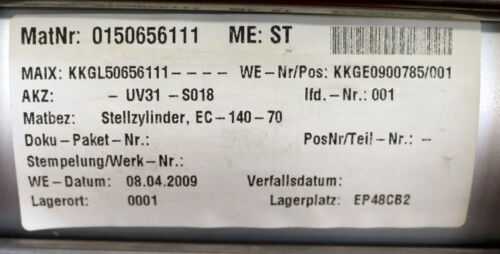 MatNr: 0150656111 ME: ST
MAIX: KKGL50656111---- WE-Nr/Pos: KKGE0900785/001
AKZ: - UV31 -S018 lfd.-Nr.: 001
Matbez: Stellzylinder, EC-140-70
Doku-Paket-Nr.: PosNr/Teil-Nr.: -
Stempelung/Werk-Nr.:
WE-Datum: 08.04.2009 Verfallsdatum:
Lagerort: 0001 Lagerplatz: EP48CB2